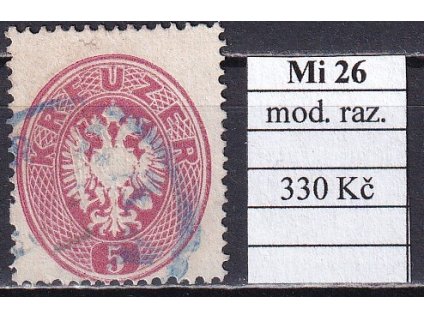 KREUZER
5
Mi 26
mod. raz.
330 Kč